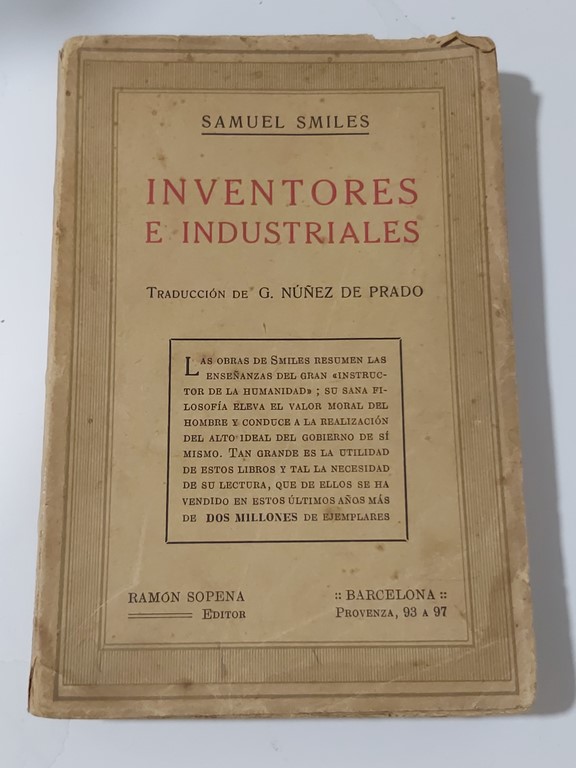 SAMUEL SMILES
INVENTORES
E INDUSTRIALES
TRADUCCIÓN DE G. NÚÑEZ DE PRADO
LAS OBRAS DE SMILES RESUMEN LAS
ENSEÑANZAS DEL GRAN «INSTRUC-
TOR DE LA HUMANIDAD» ; SU SANA FI-
LOSOFÍA ELEVA EL VALOR MORAL DEL
HOMBRE Y CONDUCE A LA REALIZACIÓN
DEL ALTO IDEAL DEL GOBIERNO DE SÍ
MISMO. TAN GRANDE ES LA UTILIDAD
DE ESTOS LIBROS Y TAL LA NECESIDAD
DE SU LECTURA, QUE DE ELLOS SE HA
VENDIDO EN ESTOS ÚLTIMOS AÑOS MÁS
DE DOS MILLONES DE EJEMPLARES
RAMÓN SOPENA
EDITOR
:: BARCELONA ::
PROVENZA, 93 A 97